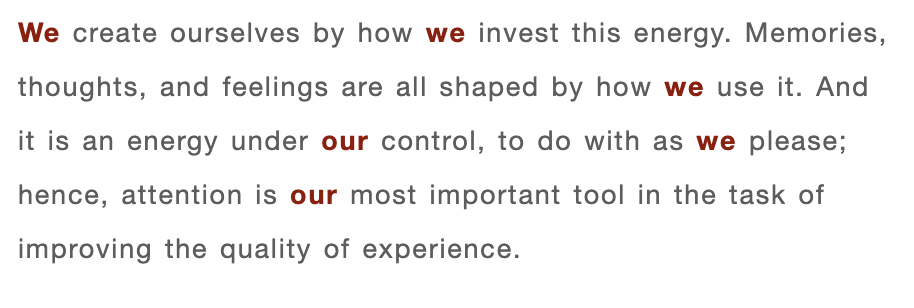 We create ourselves by how we invest this energy. Memories,
thoughts, and feelings are all shaped by how we use it. And
it is an energy under our control, to do with as we please;
hence, attention is our most important tool in the task of
improving the quality of experience.